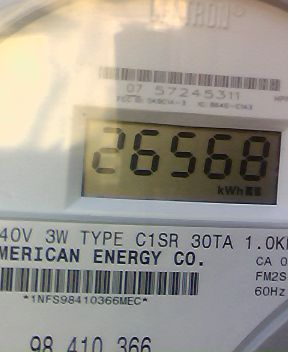 07 57245311
26568
kWh
40V 3W TYPE C1SR 30TA 1.0K
MERICAN ENERGY CO.
CA 0
FM2S
*1NFS98410366MEC*
60Hz
98 410 366